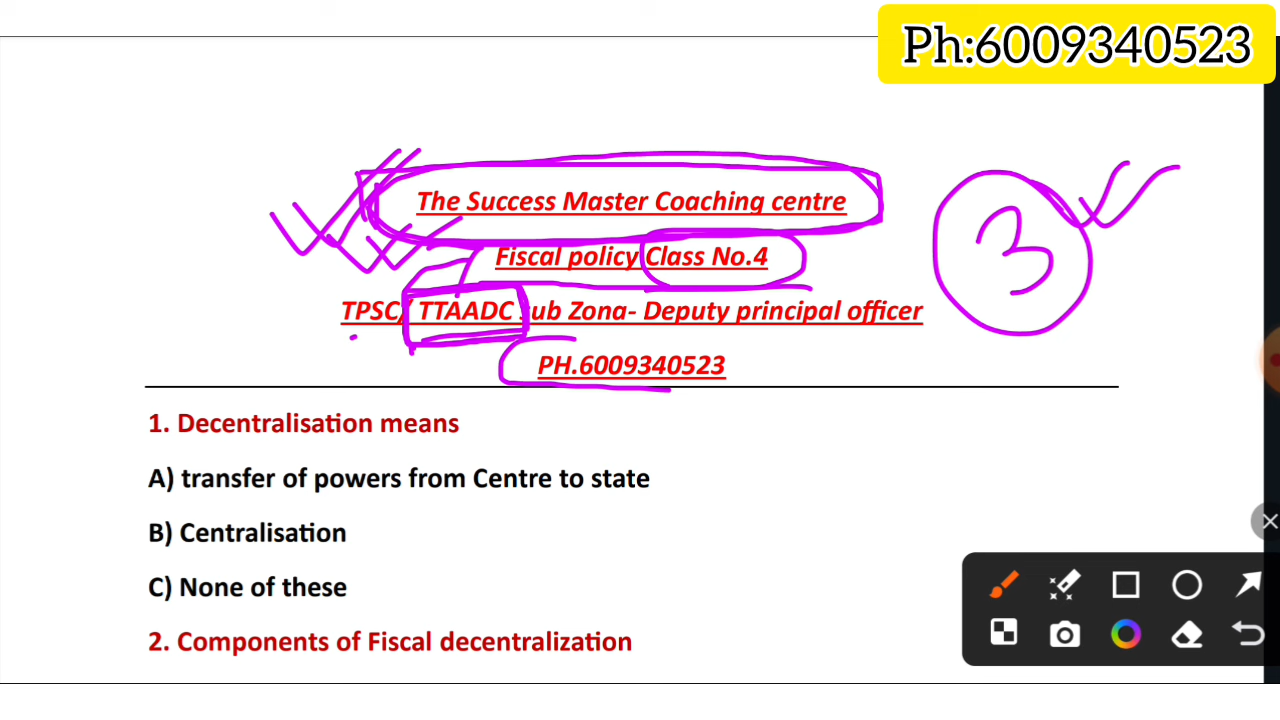 Ph:6009340523
The Success Master Coaching centre
Fiscal policy Class No.4
3
TPSC/ TTAADC Sub Zona- Deputy principal officer
PH.6009340523
1. Decentralisation means
A) transfer of powers from Centre to state
B) Centralisation
C) None of these
2. Components of Fiscal decentralization